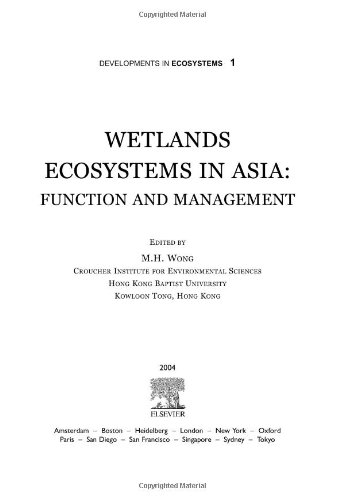 Copyrighted Material
DEVELOPMENTS IN ECOSYSTEMS 1
WETLANDS
ECOSYSTEMS IN ASIA:
FUNCTION AND MANAGEMENT
EDITED BY
M.H. WONG
CROUCHER INSTITUTE FOR ENVIRONMENTAL SCIENCES
HONG KONG BAPTIST UNIVERSITY
KOWLOON TONG, HONG KONG
2004
ELSEVIER
Amsterdam – Boston – Heidelberg – London – New York – Oxford
Paris – San Diego – San Francisco – Singapore – Sydney – Tokyo
Copyrighted Material